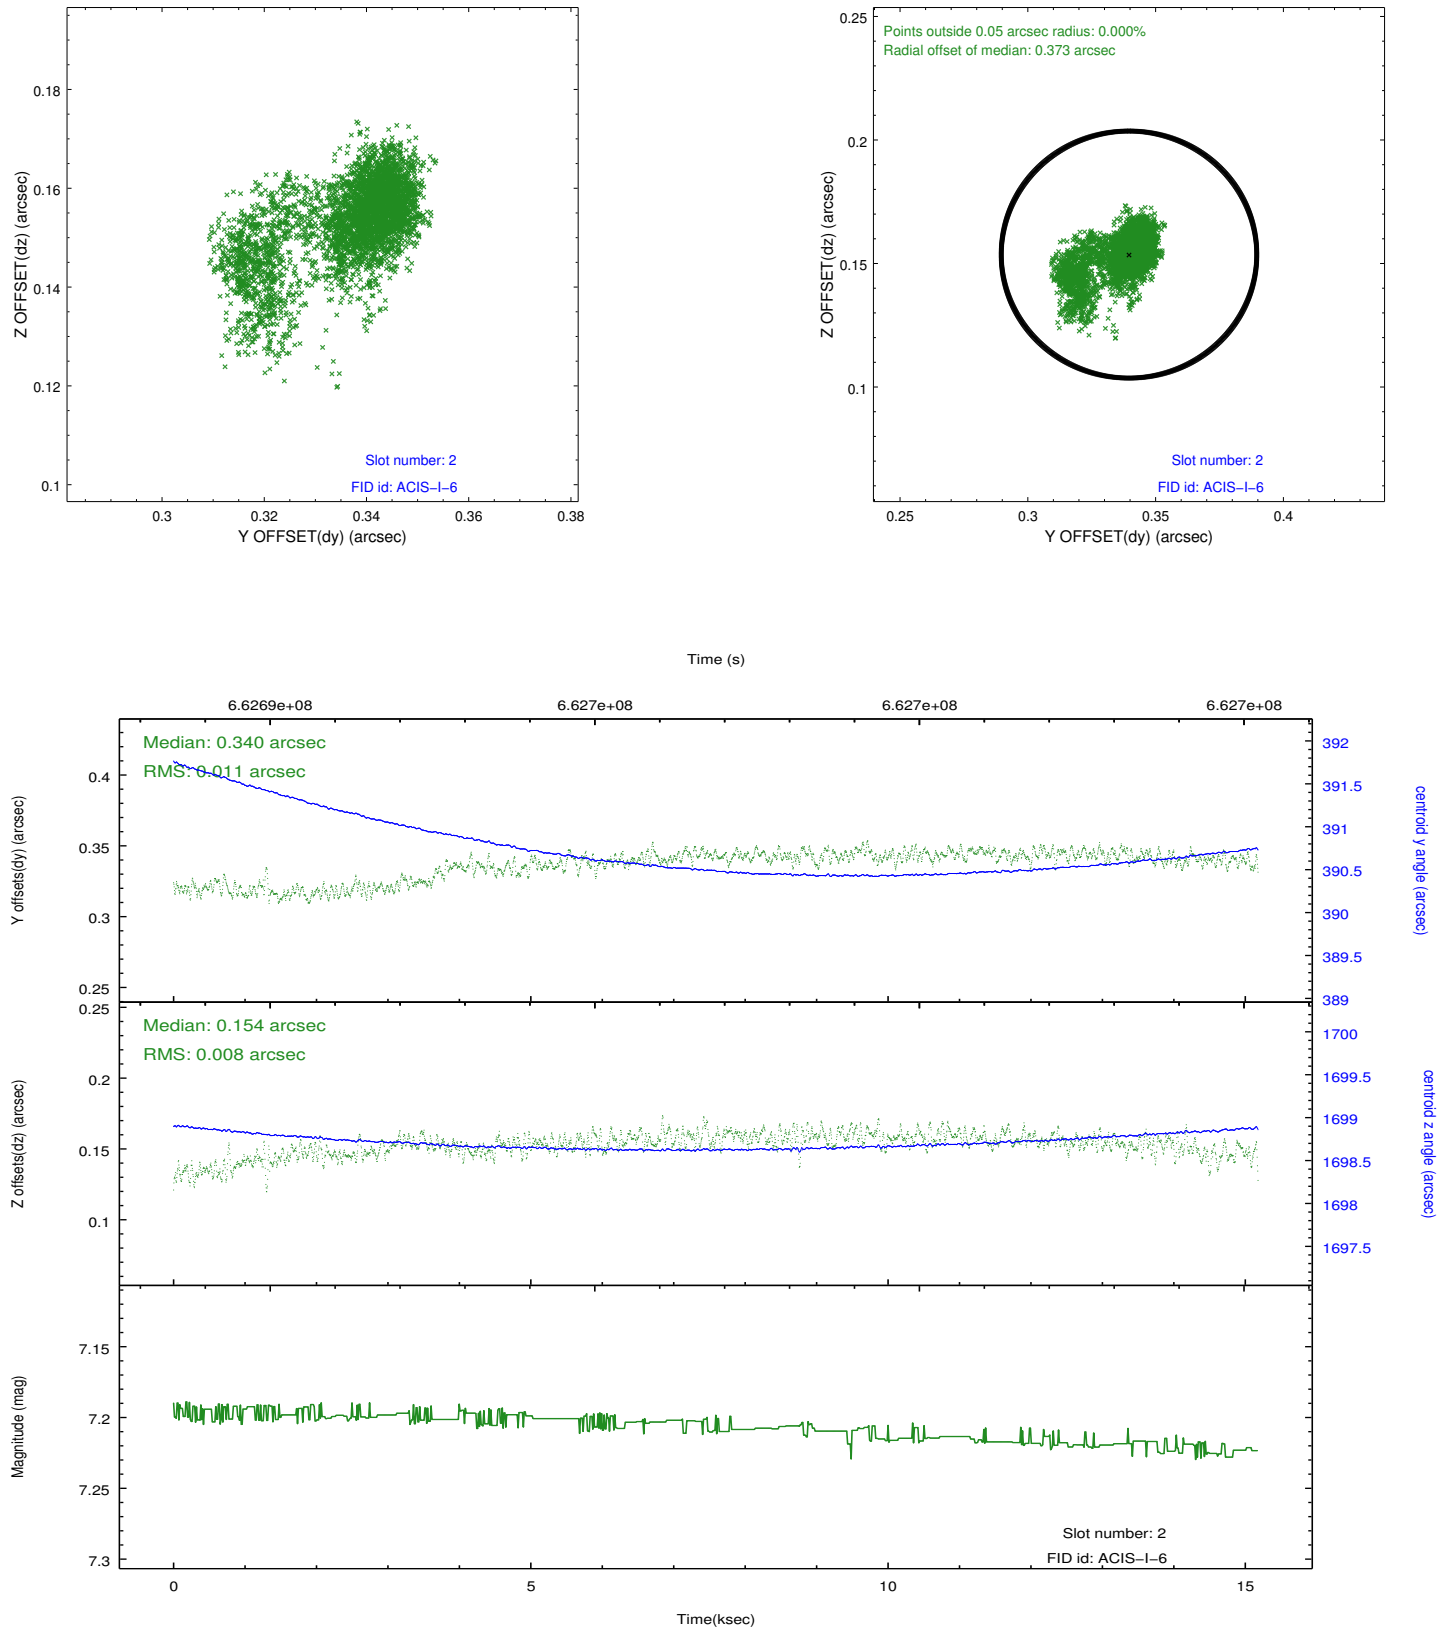 0.18
0.16
0.14
0.12
0.1
Z OFFSET(dz) (arcsec)
0.3 0.32 0.34 0.36 0.38
Y OFFSET(dy) (arcsec)
Slot number: 2
FID id: ACIS−I−6
Points outside 0.05 arcsec radius: 0.000%
Radial offset of median: 0.373 arcsec
0.25
0.2
0.15
0.1
Z OFFSET(dz) (arcsec)
0.25 0.3 0.35 0.4
Y OFFSET(dy) (arcsec)
Slot number: 2
FID id: ACIS−I−6
Time (s)
6.6269e+08 6.627e+08 6.627e+08 6.627e+08
Median: 0.340 arcsec
RMS: 0.011 arcsec
0.4
0.35
0.3
0.25
Y offsets(dy) (arcsec)
392
391.5
391
390.5
390
389.5
389
centroid y angle (arcsec)
Median: 0.154 arcsec
RMS: 0.008 arcsec
0.25
0.2
0.15
0.1
Z offsets(dz) (arcsec)
1700
1699.5
1699
1698.5
1698
1697.5
centroid z angle (arcsec)
7.15
7.2
7.25
7.3
Magnitude (mag)
Slot number: 2
FID id: ACIS−I−6
0 5 10 15
Time(ksec)